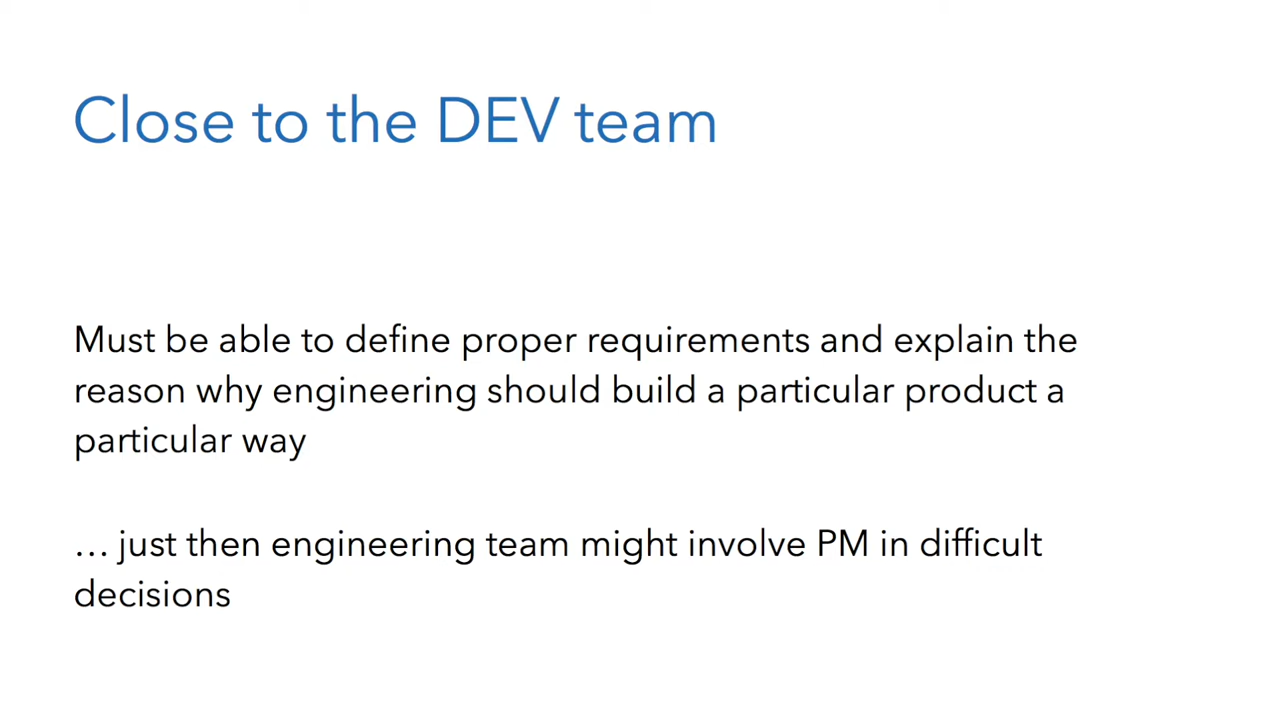 Close to the DEV team
Must be able to define proper requirements and explain the
reason why engineering should build a particular product a
particular way
… just then engineering team might involve PM in difficult
decisions